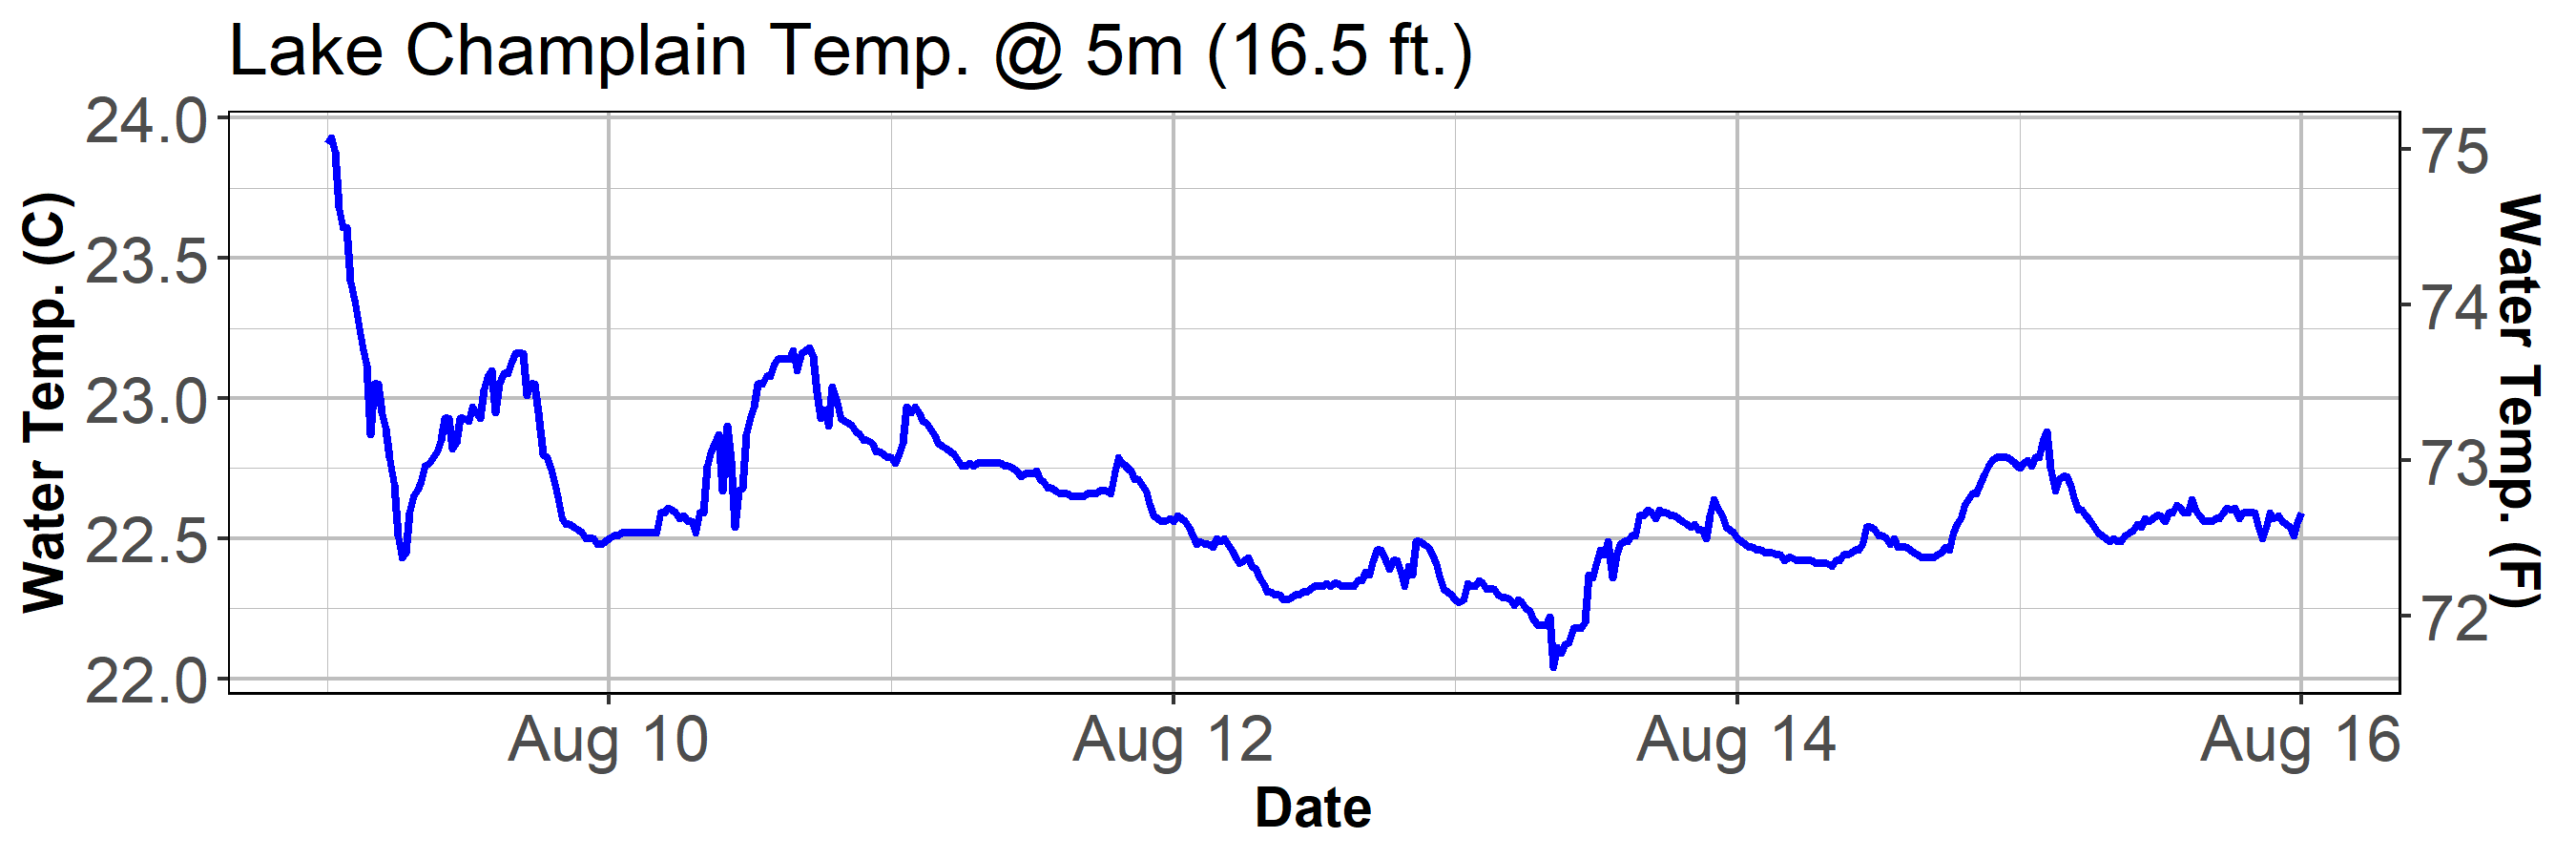 Lake Champlain Temp. @ 5m (16.5 ft.)
Water Temp. (C)
24.0
23.5
23.0
22.5
22.0
75
74
73
72
Water Temp. (F)
Aug 10 Aug 12 Aug 14 Aug 16
Date